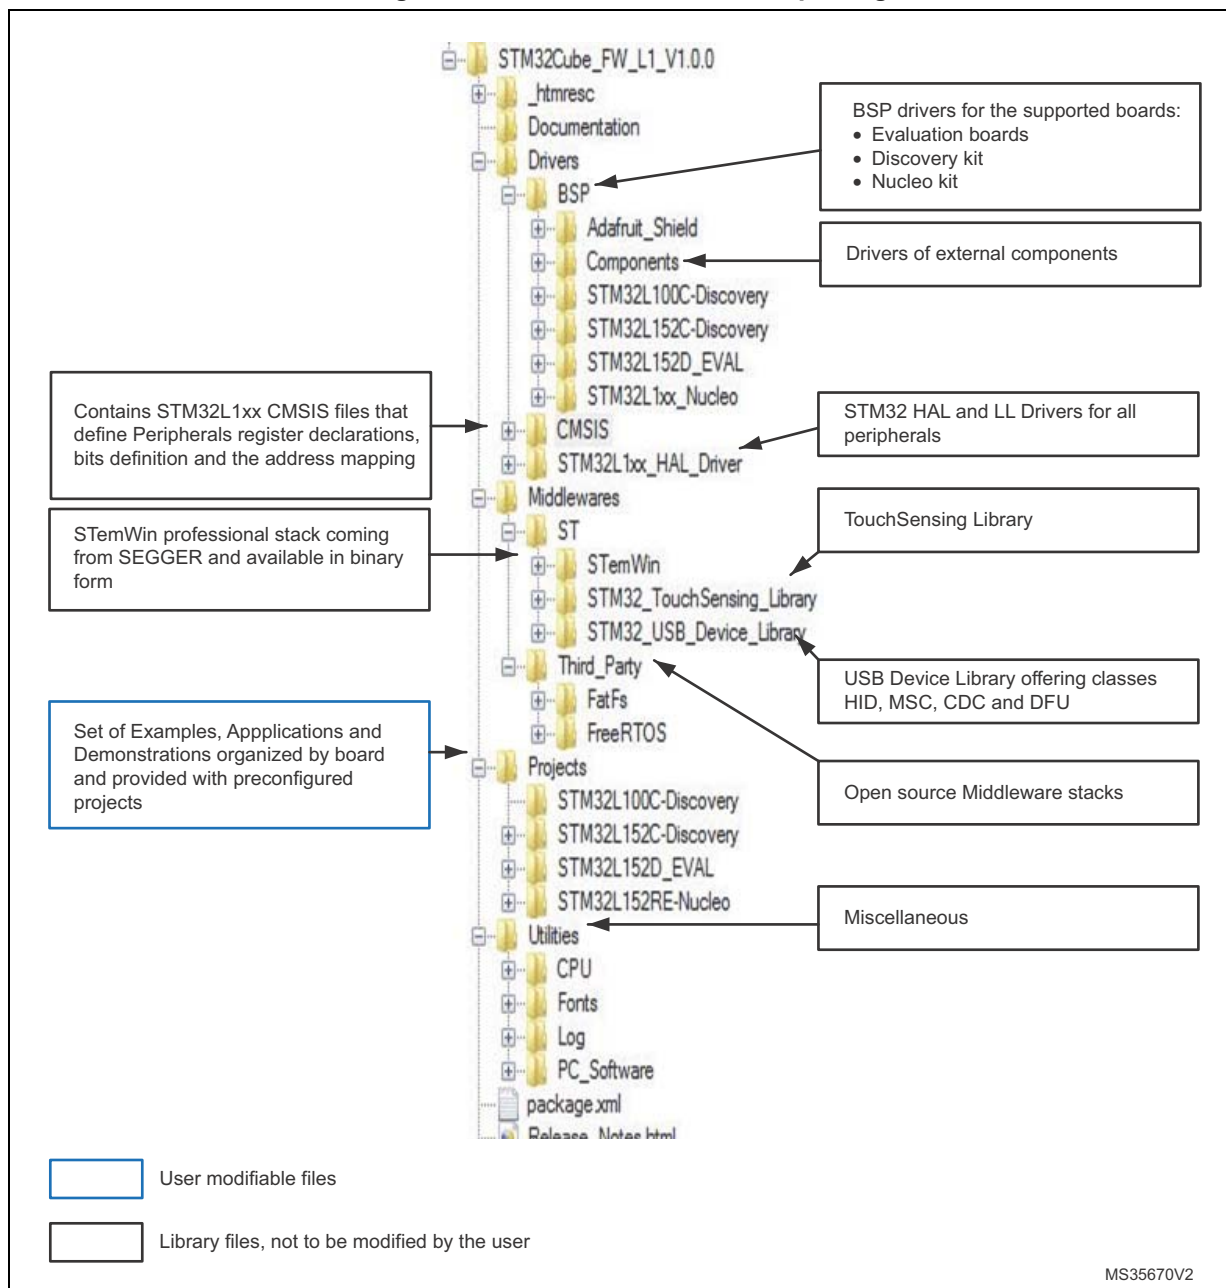 STM32Cube_FW_L1_V1.0.0
_htmresc
Documentation
Drivers
BSP
Adafruit_Shield
Components
STM32L100C-Discovery
STM32L152C-Discovery
STM32L152D_EVAL
STM32L1xx_Nucleo
CMSIS
STM32L1xx_HAL_Driver
Middlewares
ST
STemWin
STM32_TouchSensing_Library
STM32_USB_Device_Library
Third_Party
FatFs
FreeRTOS
Projects
STM32L100C-Discovery
STM32L152C-Discovery
STM32L152D_EVAL
STM32L152RE-Nucleo
Utilities
CPU
Fonts
Log
PC_Software
package.xml
Release_Notes.html
BSP drivers for the supported boards:
• Evaluation boards
• Discovery kit
• Nucleo kit
Drivers of external components
Contains STM32L1xx CMSIS files that
define Peripherals register declarations,
bits definition and the address mapping
STM32 HAL and LL Drivers for all
peripherals
STemWin professional stack coming
from SEGGER and available in binary
form
TouchSensing Library
USB Device Library offering classes
HID, MSC, CDC and DFU
Set of Examples, Appplications and
Demonstrations organized by board
and provided with preconfigured
projects
Open source Middleware stacks
Miscellaneous
User modifiable files
Library files, not to be modified by the user
MS35670V2